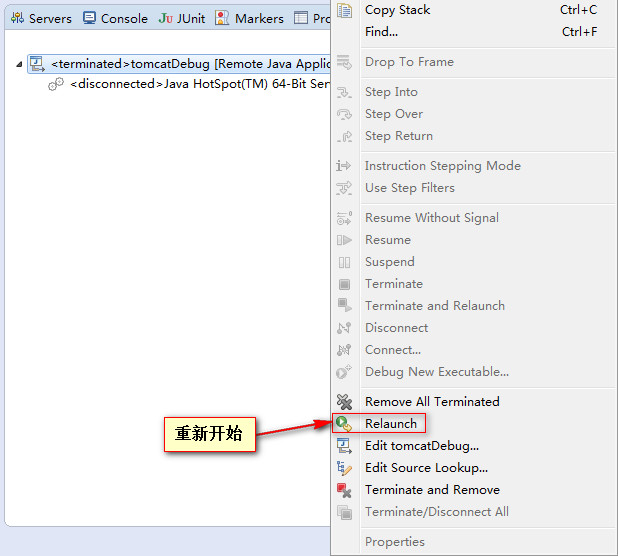 Servers Console JUnit Markers Pro
<terminated>tomcatDebug [Remote Java Applic
<disconnected>Java HotSpot(TM) 64-Bit Ser
Copy Stack Ctrl+C
Find... Ctrl+F
Drop To Frame
Step Into
Step Over
Step Return
Instruction Stepping Mode
Use Step Filters
Resume Without Signal
Resume
Suspend
Terminate
Terminate and Relaunch
Disconnect
Connect...
Debug New Executable...
Remove All Terminated
重新开始
Relaunch
Edit tomcatDebug...
Edit Source Lookup...
Terminate and Remove
Terminate/Disconnect All
Properties